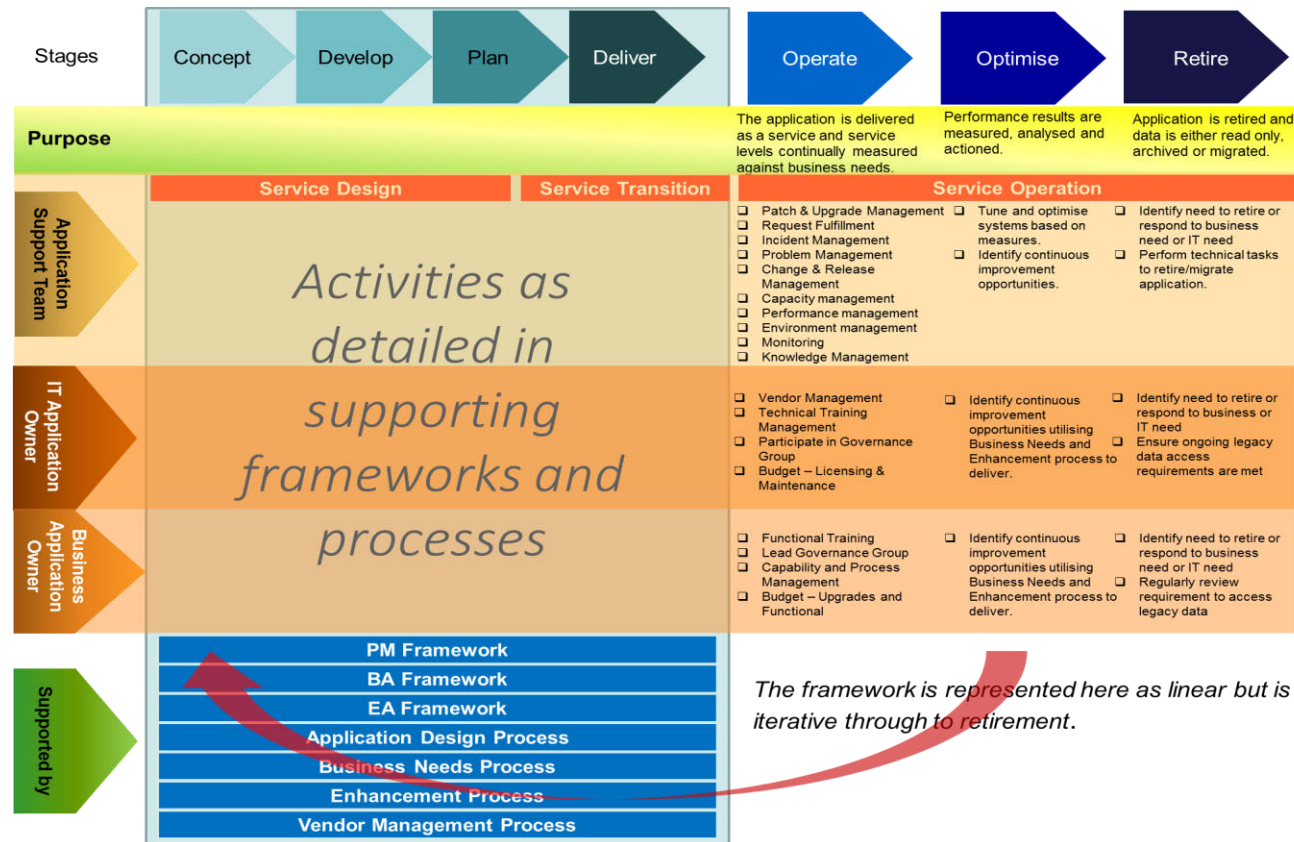 Stages
Concept
Develop
Plan
Deliver
Operate
Optimise
Retire
Purpose
The application is delivered
as a service and service
levels continually measured
against business needs.
Performance results are
measured, analysed and
actioned.
Application is retired and
data is either read only,
archived or migrated.
Service Design
Service Transition
Service Operation
Application
Support Team
Activities as
detailed in
supporting
frameworks and
processes
Patch & Upgrade Management
Request Fulfillment
Incident Management
Problem Management
Change & Release
Management
Capacity management
Performance management
Environment management
Monitoring
Knowledge Management
Tune and optimise
systems based on
measures.
Identify continuous
improvement
opportunities.
Identify need to retire or
respond to business
need or IT need
Perform technical tasks
to retire/migrate
application.
IT Application
Owner
Vendor Management
Technical Training
Management
Participate in Governance
Group
Budget – Licensing &
Maintenance
Identify continuous
improvement
opportunities utilising
Business Needs and
Enhancement process to
deliver.
Identify need to retire or
respond to business or
IT need
Ensure ongoing legacy
data access
requirements are met
Business
Application
Owner
Functional Training
Lead Governance Group
Capability and Process
Management
Budget – Upgrades and
Functional
Identify continuous
improvement
opportunities utilising
Business Needs and
Enhancement process to
deliver.
Identify need to retire or
respond to business
need or IT need
Regularly review
requirement to access
legacy data
Supported by
PM Framework
BA Framework
EA Framework
Application Design Process
Business Needs Process
Enhancement Process
Vendor Management Process
The framework is represented here as linear but is
iterative through to retirement.